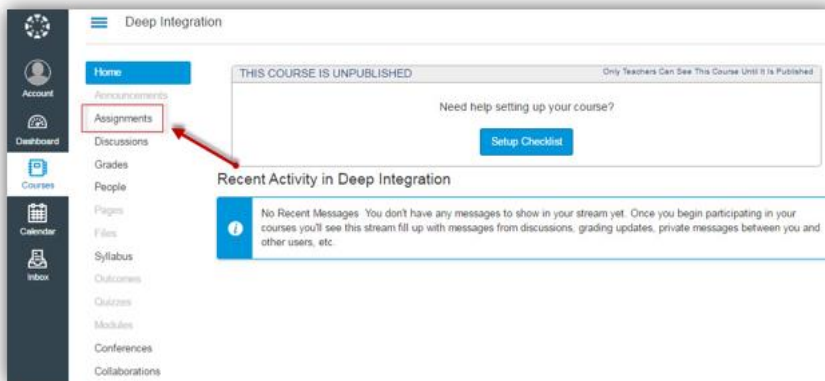 Deep Integration
Account
Dashboard
Courses
Calendar
Inbox
Home
Announcements
Assignments
Discussions
Grades
People
Pages
Files
Syllabus
Outcomes
Quizzes
Modules
Conferences
Collaborations
THIS COURSE IS UNPUBLISHED
Only Teachers Can See This Course Until It Is Published
Need help setting up your course?
Setup Checklist
Recent Activity in Deep Integration
No Recent Messages You don't have any messages to show in your stream yet. Once you begin participating in your
courses you'll see this stream fill up with messages from discussions, grading updates, private messages between you and
other users, etc.